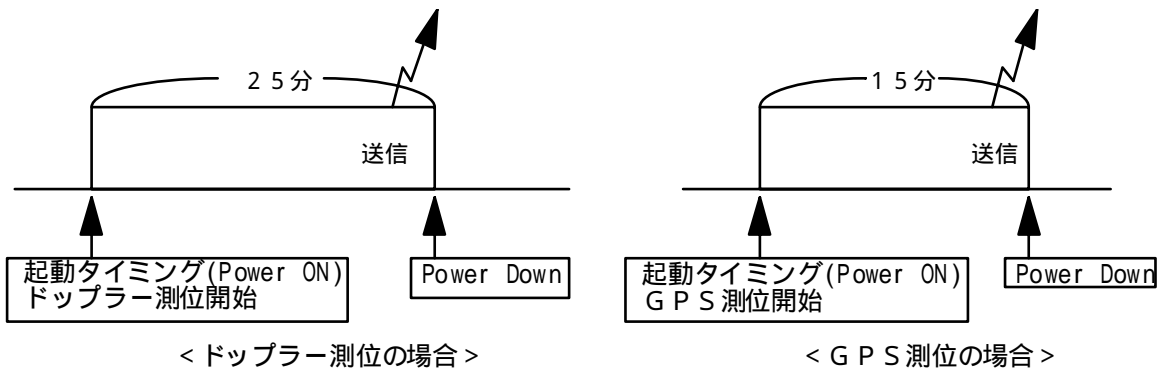 ２５分
送信
起動タイミング(Power ON)
ドップラー測位開始
Power Down
<ドップラー測位の場合>
１５分
送信
起動タイミング(Power ON)
ＧＰＳ測位開始
Power Down
<ＧＰＳ測位の場合>